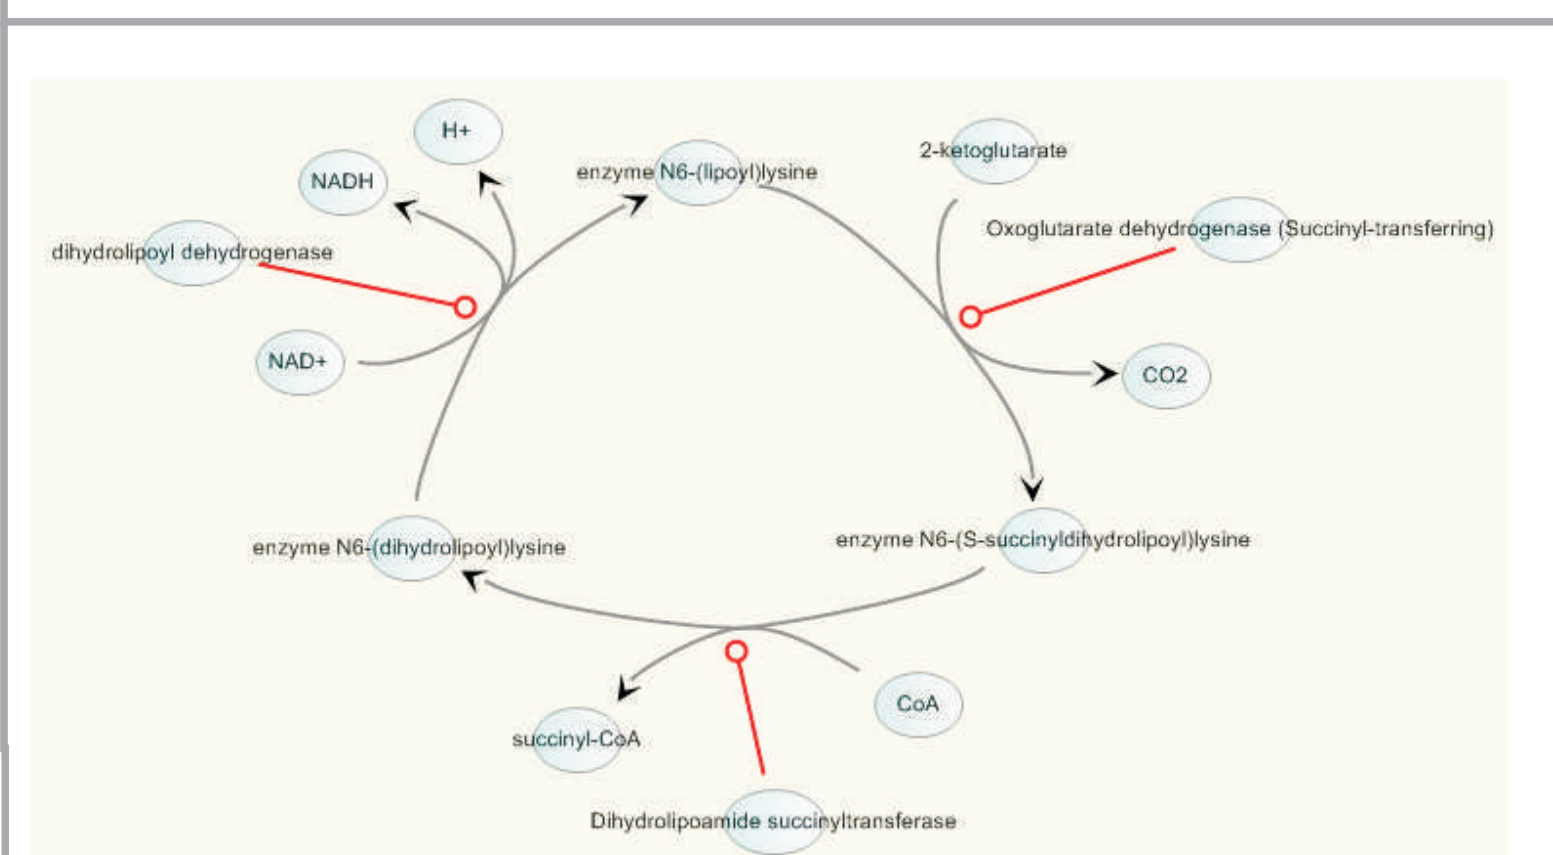 H+
2-ketoglutarate
enzyme N6-(lipoyl)lysine
NADH
Oxoglutarate dehydrogenase (Succinyl-transferring)
dihydrolipoyl dehydrogenase
NAD+
CO2
enzyme N6-(dihydrolipoyl)lysine
enzyme N6-(S-succinyldihydrolipoyl)lysine
CoA
succinyl-CoA
Dihydrolipoamide succinyltransferase